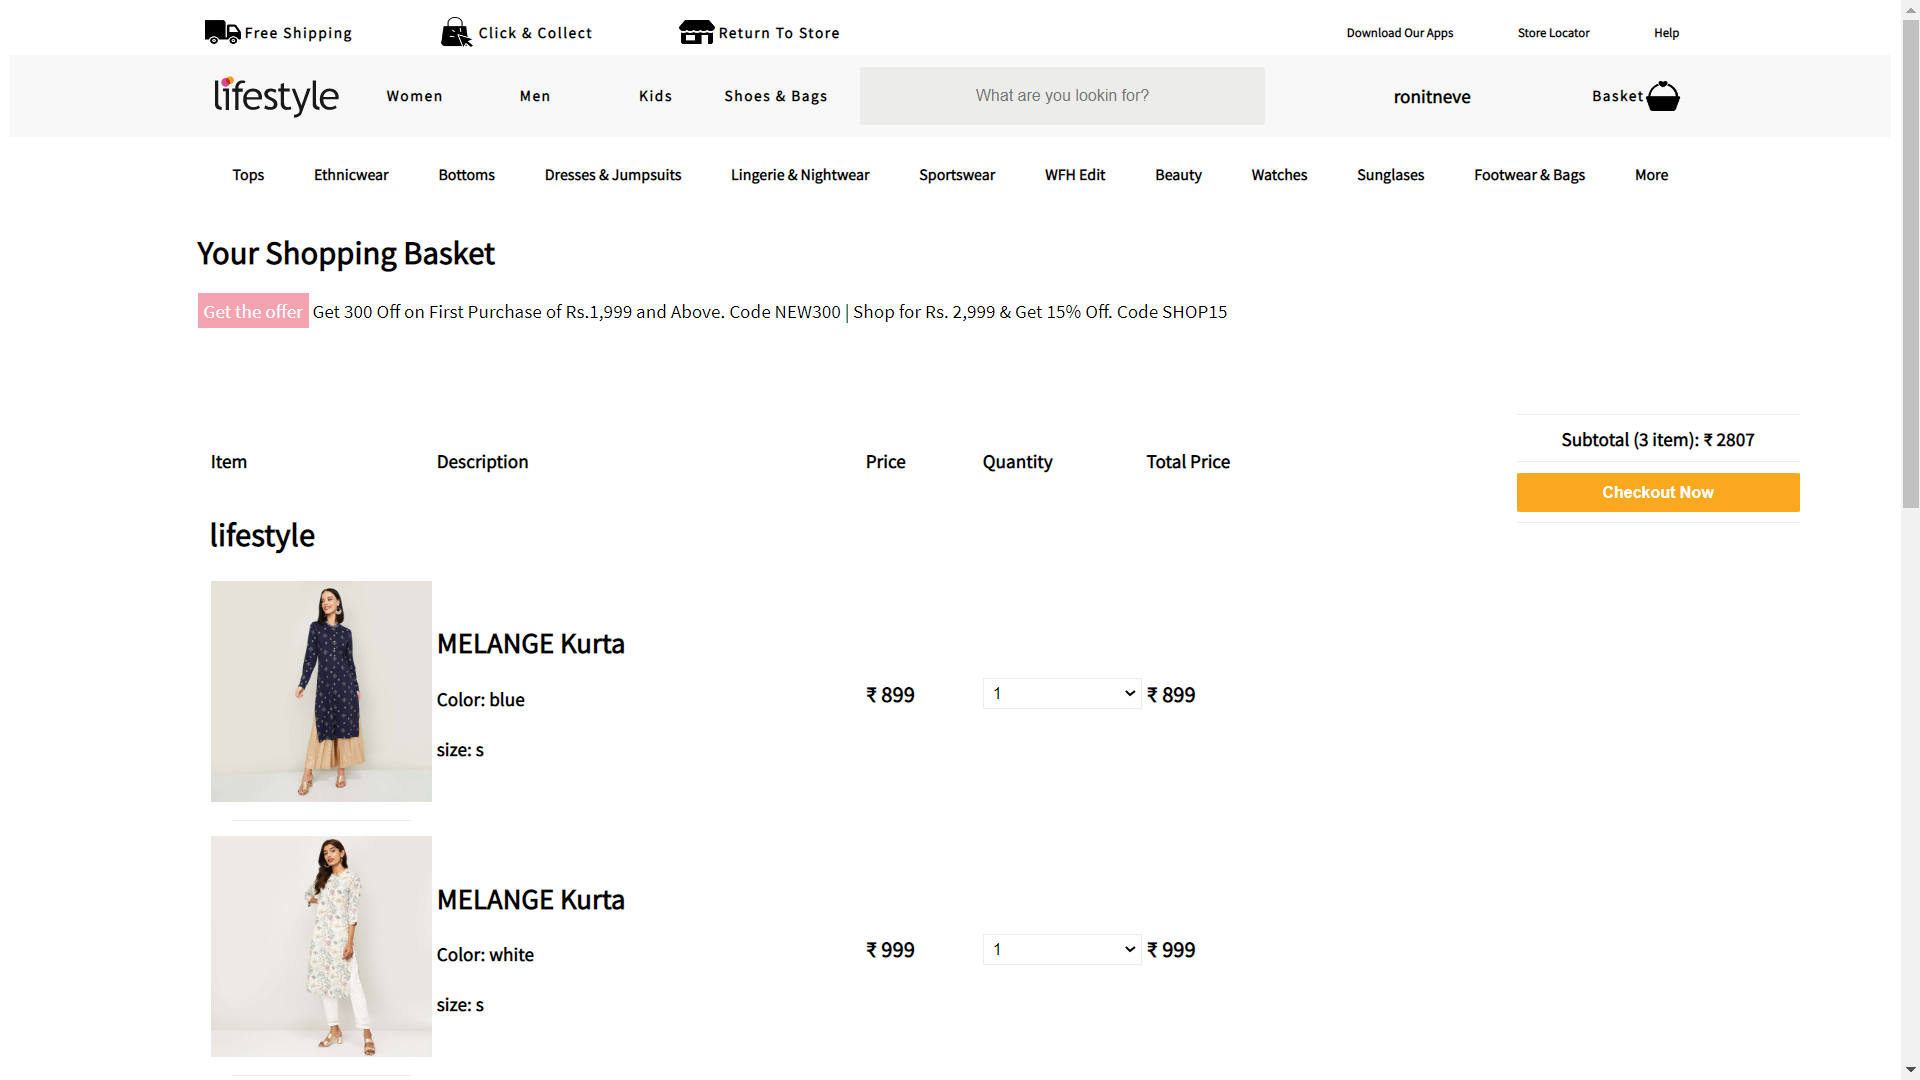 Free Shipping
Click & Collect
Return To Store
Download Our Apps
Store Locator
Help
lifestyle
Women
Men
Kids
Shoes & Bags
What are you lookin for?
ronitneve
Basket
Tops
Ethnicwear
Bottoms
Dresses & Jumpsuits
Lingerie & Nightwear
Sportswear
WFH Edit
Beauty
Watches
Sunglases
Footwear & Bags
More
Your Shopping Basket
Get the offer Get 300 Off on First Purchase of Rs.1,999 and Above. Code NEW300 | Shop for Rs. 2,999 & Get 15% Off. Code SHOP15
Subtotal (3 item): ₹ 2807
Checkout Now
Item
Description
Price
Quantity
Total Price
lifestyle
MELANGE Kurta
Color: blue
size: s
₹ 899
1
₹ 899
MELANGE Kurta
Color: white
size: s
₹ 999
1
₹ 999